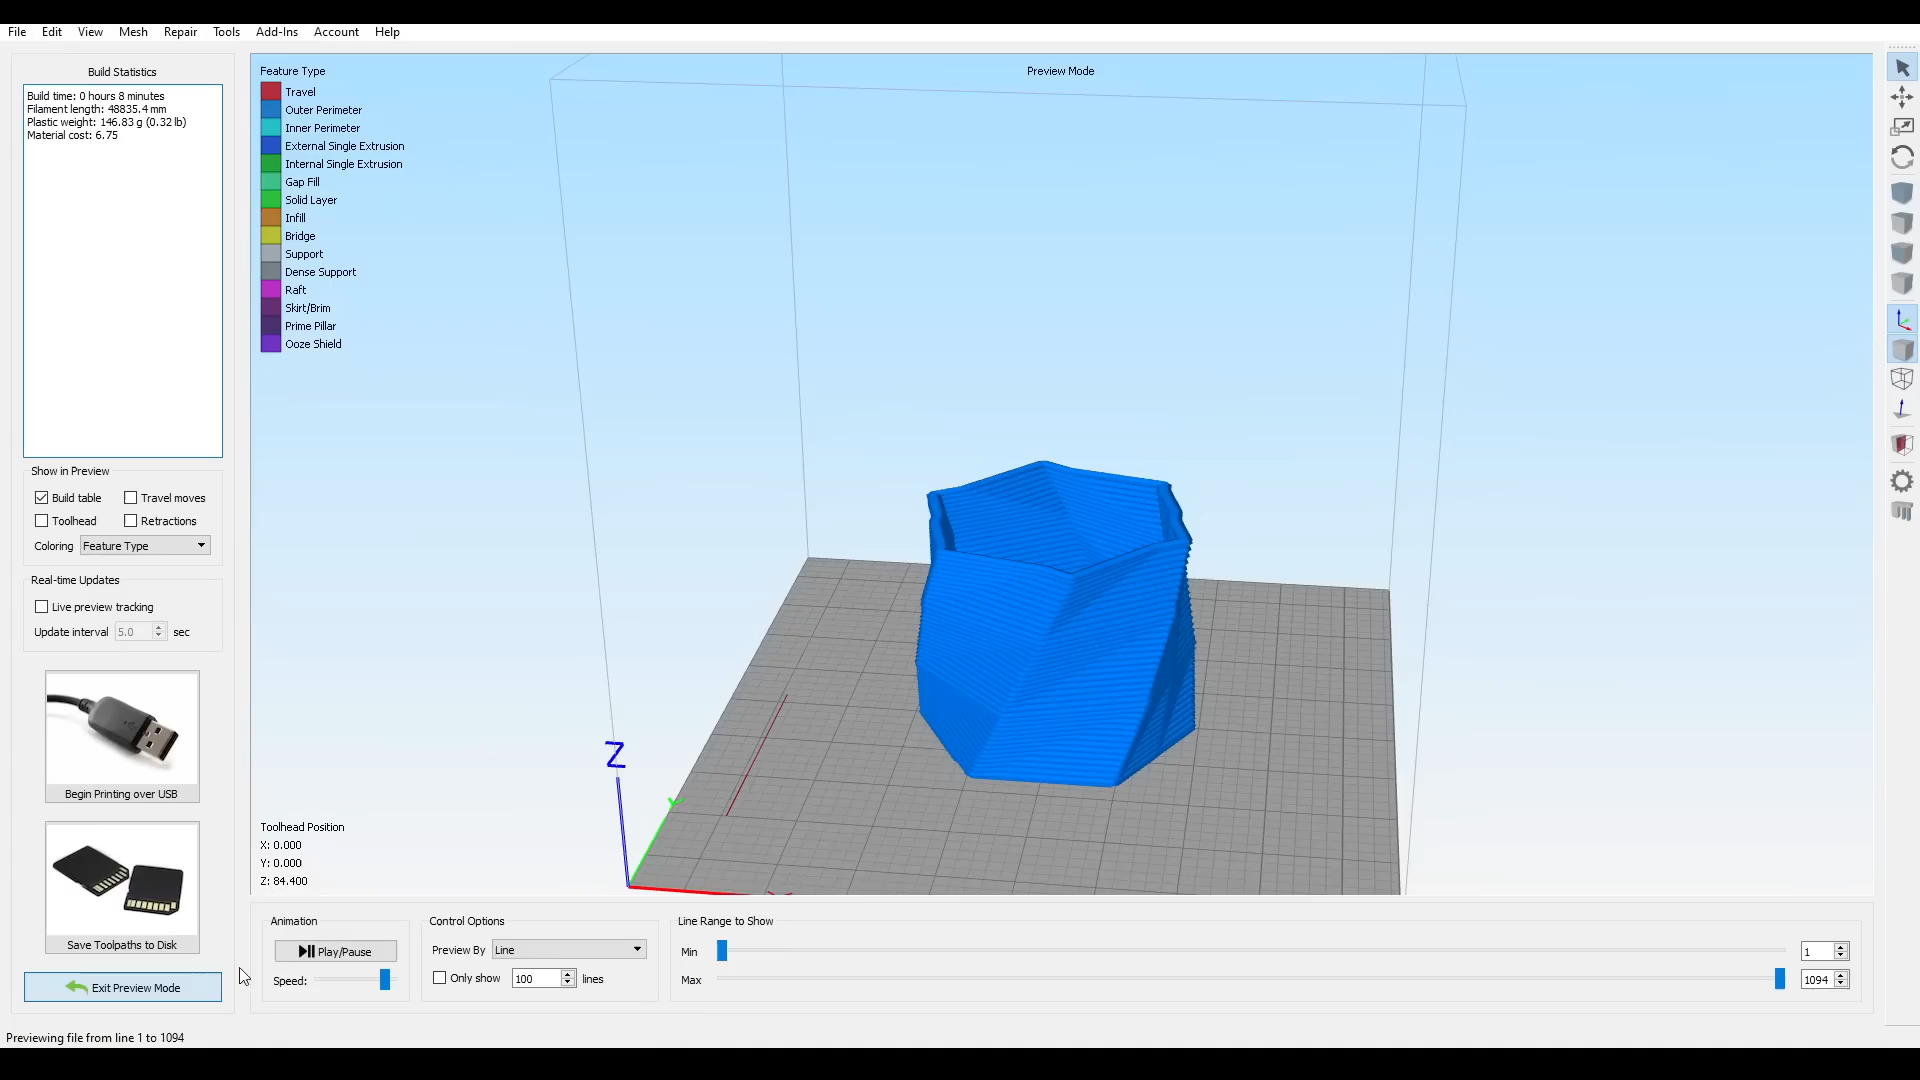 File Edit View Mesh Repair Tools Add-Ins Account Help
Build Statistics
Build time: 0 hours 8 minutes
Filament length: 48835.4 mm
Plastic weight: 146.83 g (0.32 lb)
Material cost: 6.75
Show in Preview
Build table Travel moves
Toolhead Retractions
Coloring Feature Type
Real-time Updates
Live preview tracking
Update interval 5.0 sec
Begin Printing over USB
Save Toolpaths to Disk
Exit Preview Mode
Feature Type
Travel
Outer Perimeter
Inner Perimeter
External Single Extrusion
Internal Single Extrusion
Gap Fill
Solid Layer
Infill
Bridge
Support
Dense Support
Raft
Skirt/Brim
Prime Pillar
Ooze Shield
Preview Mode
Z
Y
Toolhead Position
X: 0.000
Y: 0.000
Z: 84.400
Animation
Play/Pause
Speed:
Control Options
Preview By Line
Only show 100 lines
Line Range to Show
Min 1
Max 1094
Previewing file from line 1 to 1094